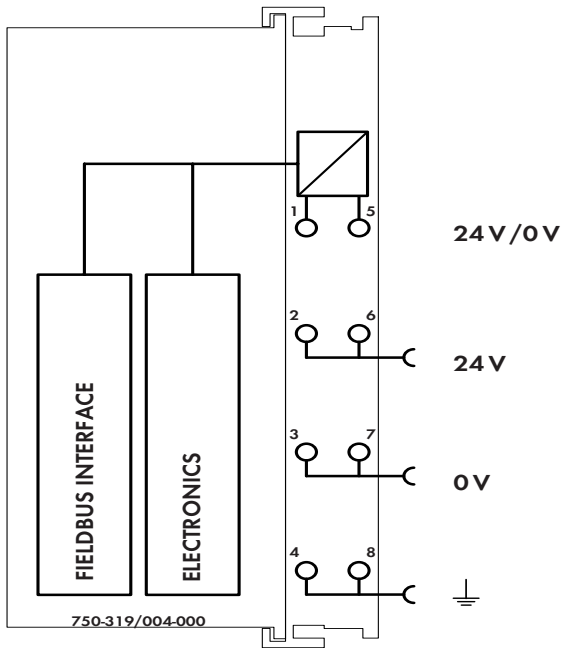 1
5
24 V/0 V
2
6
24 V
3
7
0 V
4
8
FIELDBUS INTERFACE
ELECTRONICS
750-319/004-000